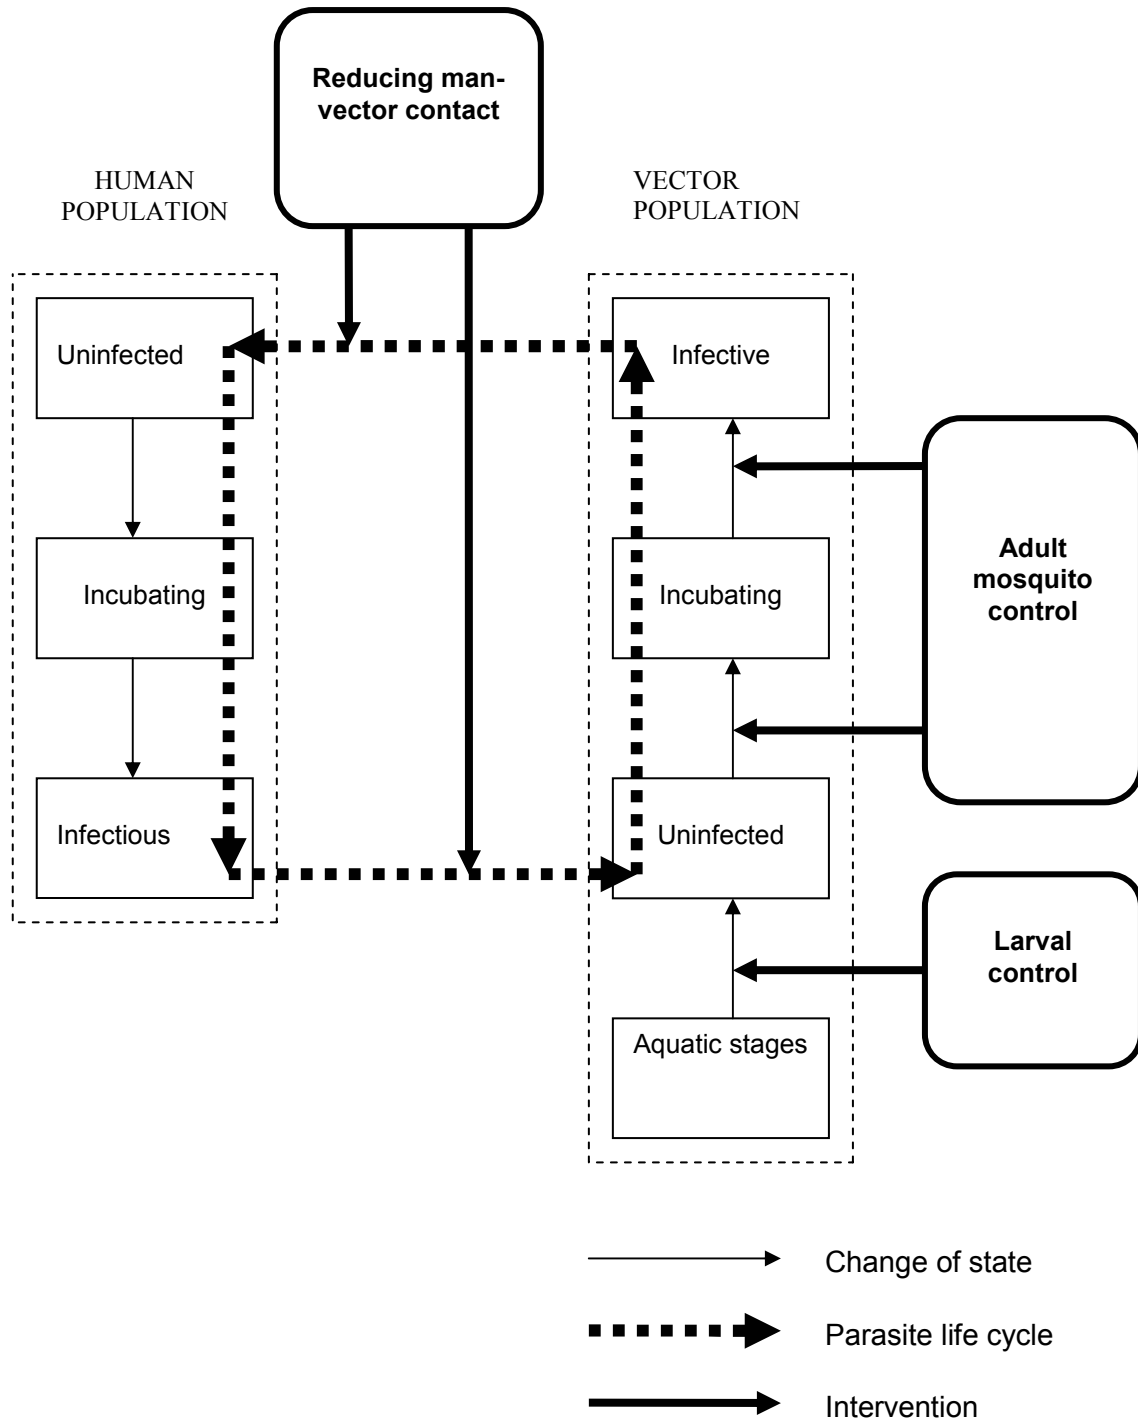 Reducing man-
vector contact
HUMAN
POPULATION
VECTOR
POPULATION
Uninfected
Infective
Incubating
Incubating
Adult
mosquito
control
Infectious
Uninfected
Larval
control
Aquatic stages
Change of state
Parasite life cycle
Intervention